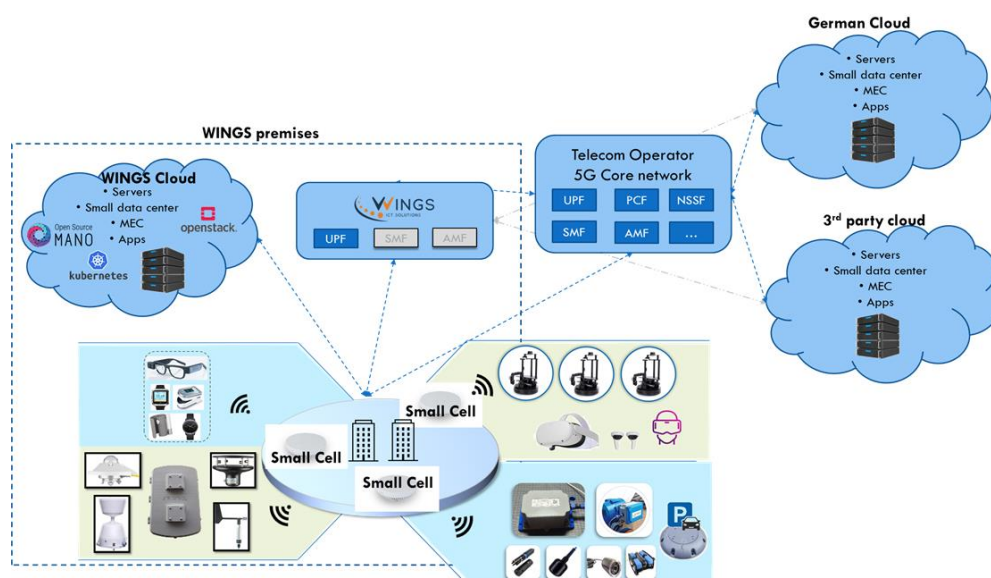 German Cloud
• Servers
• Small data center
• MEC
• Apps
WINGS premises
WINGS Cloud
• Servers
• Small data center
• MEC
• Apps
Open Source
MANO
openstack.
kubernetes
WINGS
ICT SOLUTIONS
UPF
SMF
AMF
Telecom Operator
5G Core network
UPF
PCF
NSSF
SMF
AMF
...
3rd party cloud
• Servers
• Small data center
• MEC
• Apps
Small Cell
Small Cell
Small Cell
P